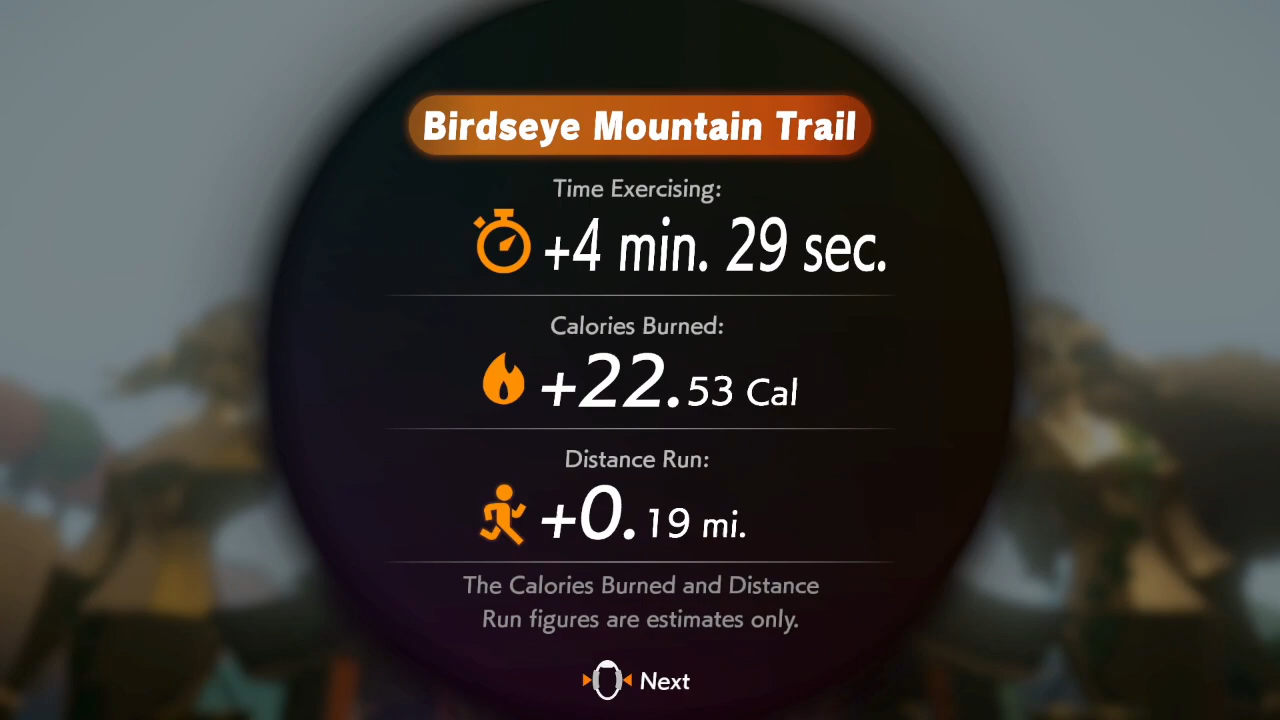 Birdseye Mountain Trail
Time Exercising:
+4 min. 29 sec.
Calories Burned:
+22.53 Cal
Distance Run:
+0.19 mi.
The Calories Burned and Distance
Run figures are estimates only.
Next